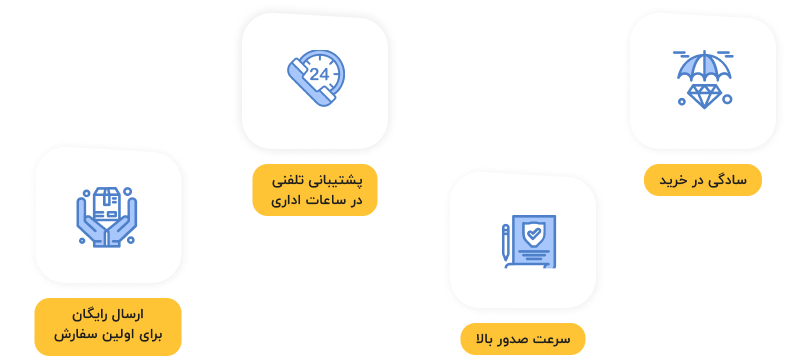 سادگی در خرید
سرعت صدور بالا
24
پشتیبانی تلفنی
در ساعات اداری
ارسال رایگان
برای اولین سفارش